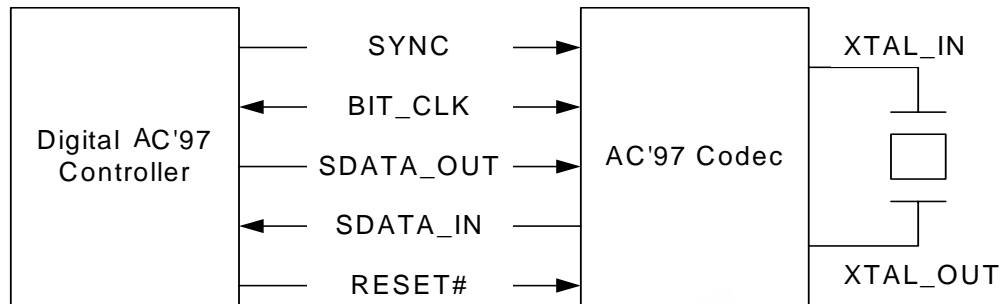 SYNC
XTAL_IN
BIT_CLK
Digital AC'97
Controller
SDATA_OUT
AC'97 Codec
SDATA_IN
XTAL_OUT
RESET#